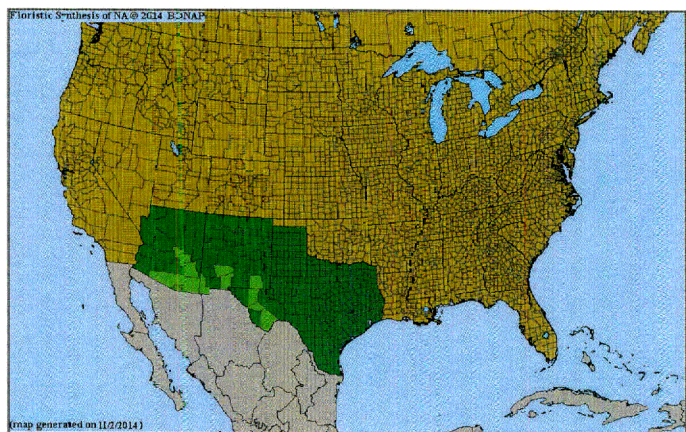 Floristic Synthesis of NA © 2014 BONAP
(map generated on 11/2/2014)